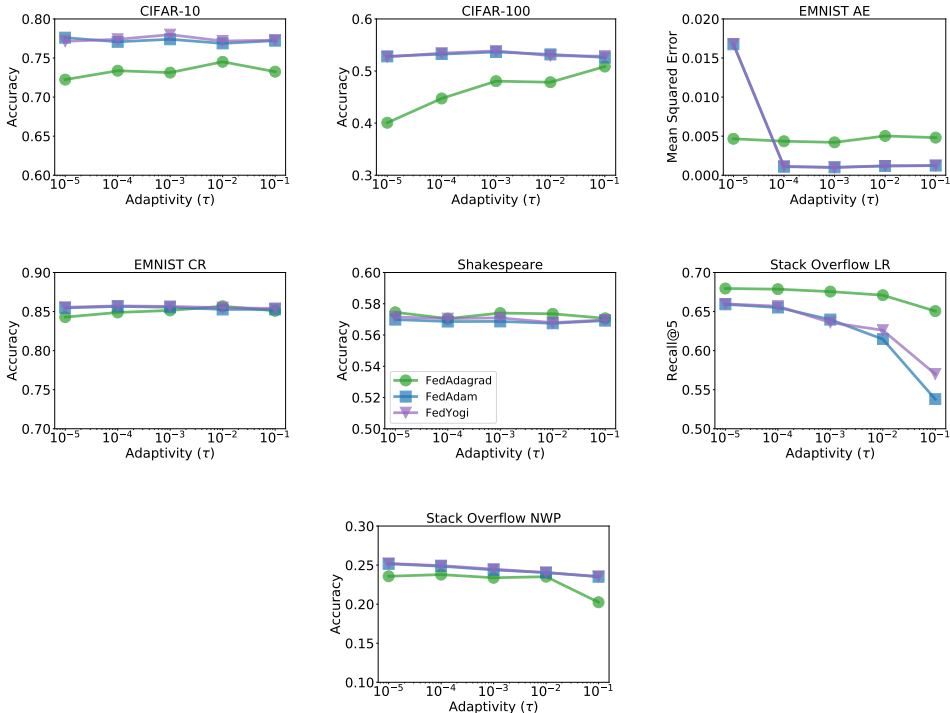 CIFAR-10
0.80
0.75
0.70
0.65
0.60
Accuracy
10⁻⁵ 10⁻⁴ 10⁻³ 10⁻² 10⁻¹
Adaptivity (τ)
CIFAR-100
0.6
0.5
0.4
0.3
Accuracy
10⁻⁵ 10⁻⁴ 10⁻³ 10⁻² 10⁻¹
Adaptivity (τ)
EMNIST AE
0.020
0.015
0.010
0.005
0.000
Mean Squared Error
10⁻⁵ 10⁻⁴ 10⁻³ 10⁻² 10⁻¹
Adaptivity (τ)
EMNIST CR
0.90
0.85
0.80
0.75
0.70
Accuracy
10⁻⁵ 10⁻⁴ 10⁻³ 10⁻² 10⁻¹
Adaptivity (τ)
Shakespeare
0.60
0.58
0.56
0.54
0.52
0.50
Accuracy
FedAdagrad
FedAdam
FedYogi
10⁻⁵ 10⁻⁴ 10⁻³ 10⁻² 10⁻¹
Adaptivity (τ)
Stack Overflow LR
0.70
0.65
0.60
0.55
0.50
Recall@5
10⁻⁵ 10⁻⁴ 10⁻³ 10⁻² 10⁻¹
Adaptivity (τ)
Stack Overflow NWP
0.30
0.25
0.20
0.15
0.10
Accuracy
10⁻⁵ 10⁻⁴ 10⁻³ 10⁻² 10⁻¹
Adaptivity (τ)